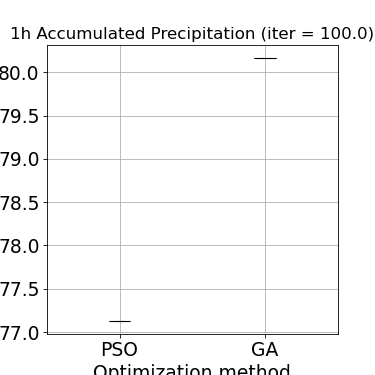 1h Accumulated Precipitation (iter = 100.0)
80.0
79.5
79.0
78.5
78.0
77.5
77.0
PSO GA
Optimization method